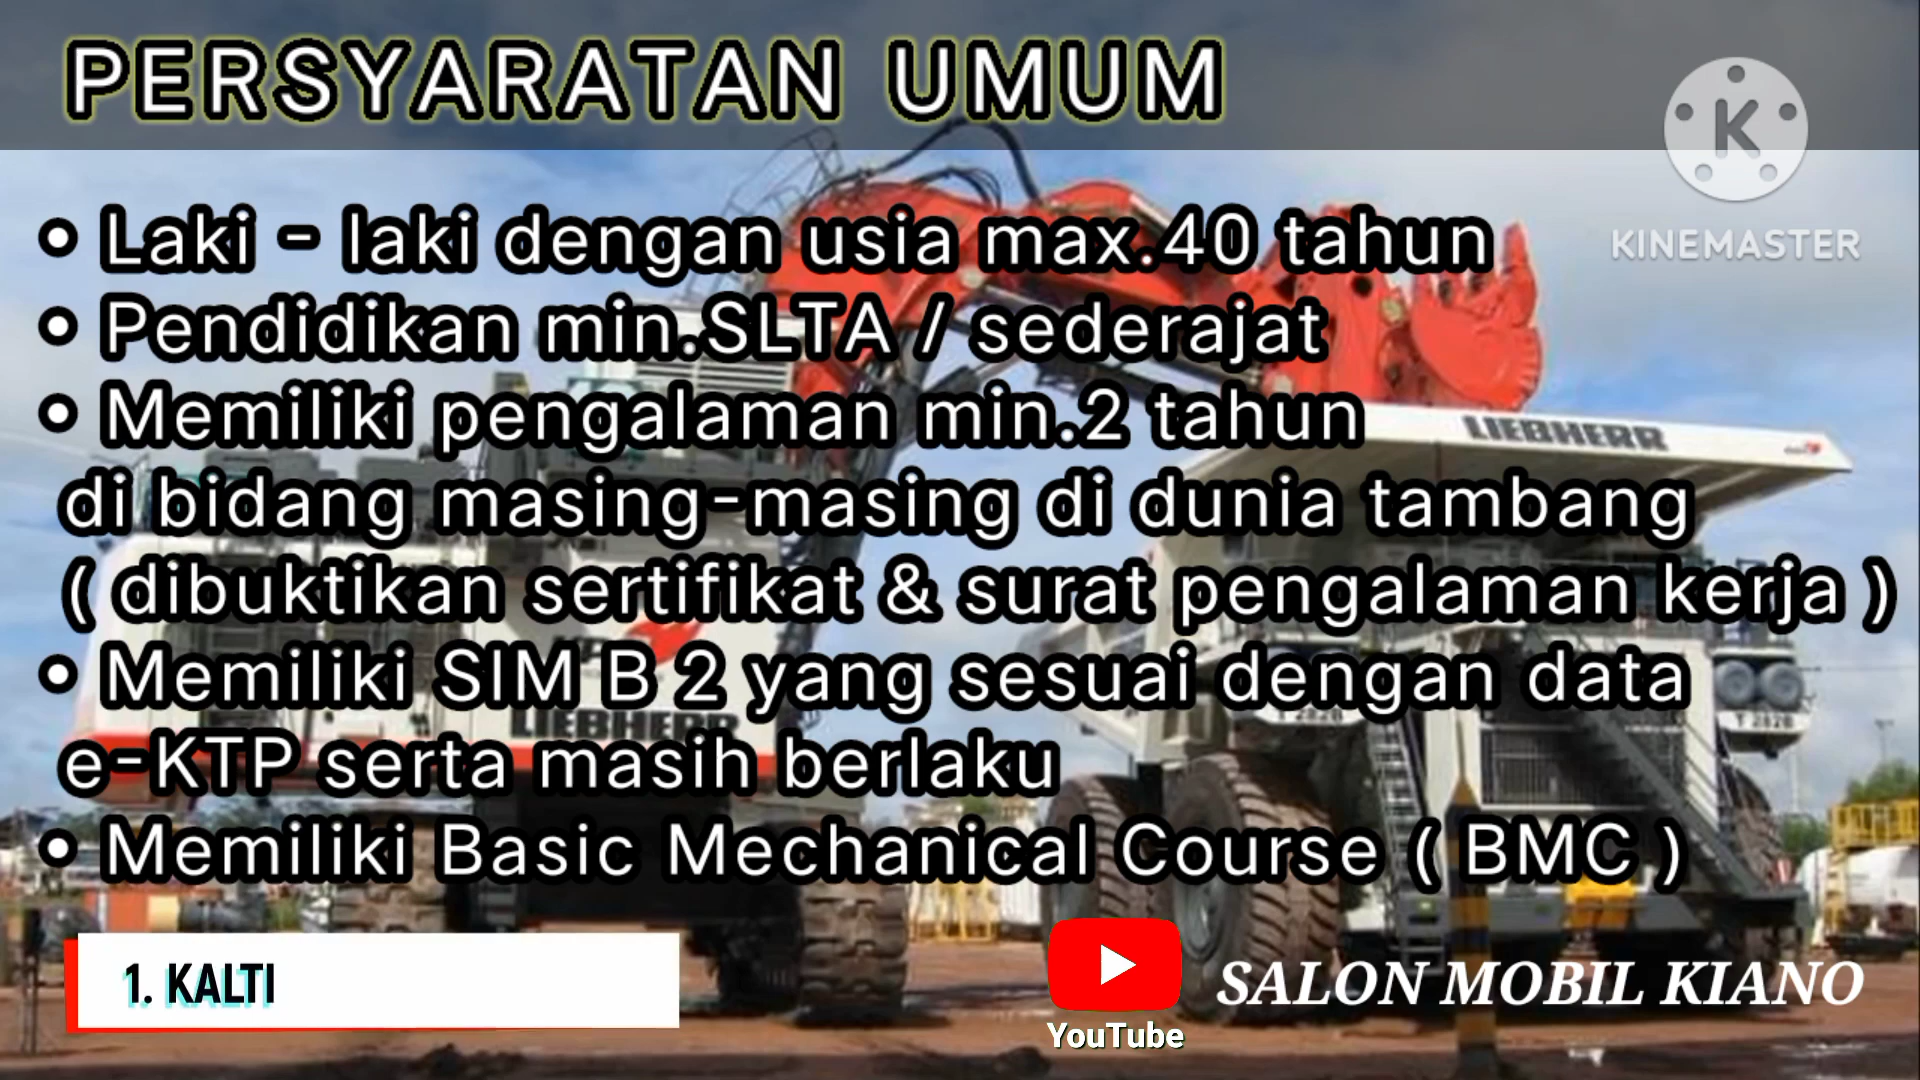 PERSYARATAN UMUM
K
KINEMASTER
• Laki - laki dengan usia max.40 tahun
• Pendidikan min.SLTA / sederajat
• Memiliki pengalaman min.2 tahun
di bidang masing-masing di dunia tambang
( dibuktikan sertifikat & surat pengalaman kerja )
• Memiliki SIM B 2 yang sesuai dengan data
e-KTP serta masih berlaku
• Memiliki Basic Mechanical Course ( BMC )
LIEBHERR
LIEBHERR
1. KALTI
YouTube
SALON MOBIL KIANO